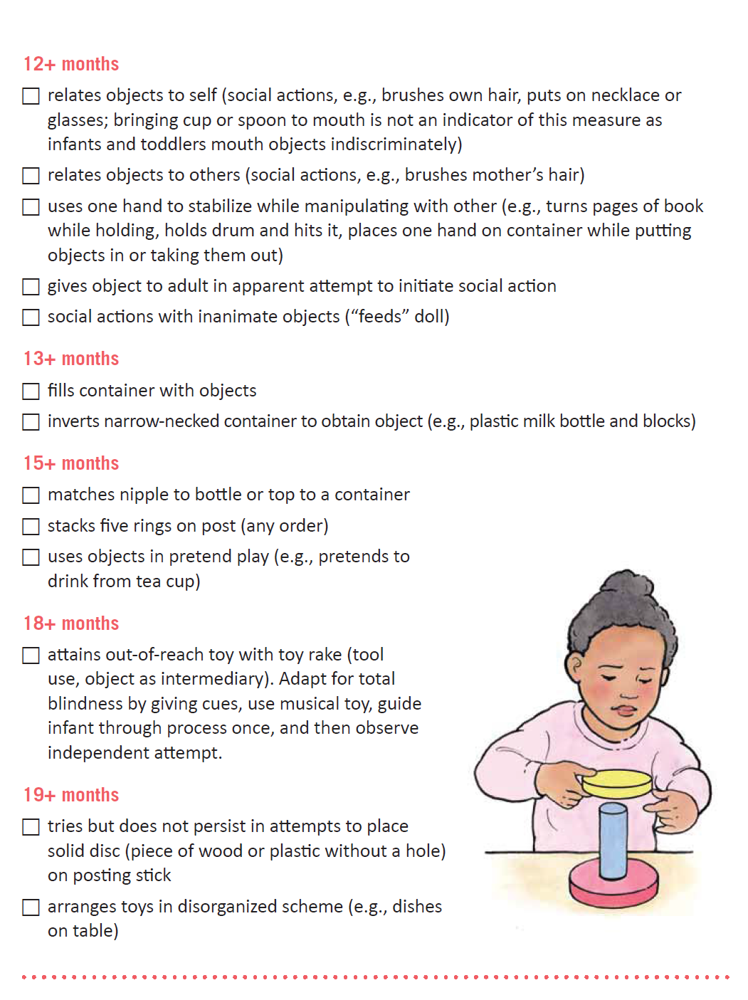 12+ months
relates objects to self (social actions, e.g., brushes own hair, puts on necklace or
glasses; bringing cup or spoon to mouth is not an indicator of this measure as
infants and toddlers mouth objects indiscriminately)
relates objects to others (social actions, e.g., brushes mother’s hair)
uses one hand to stabilize while manipulating with other (e.g., turns pages of book
while holding, holds drum and hits it, places one hand on container while putting
objects in or taking them out)
gives object to adult in apparent attempt to initiate social action
social actions with inanimate objects (“feeds” doll)
13+ months
fills container with objects
inverts narrow-necked container to obtain object (e.g., plastic milk bottle and blocks)
15+ months
matches nipple to bottle or top to a container
stacks five rings on post (any order)
uses objects in pretend play (e.g., pretends to
drink from tea cup)
18+ months
attains out-of-reach toy with toy rake (tool
use, object as intermediary). Adapt for total
blindness by giving cues, use musical toy, guide
infant through process once, and then observe
independent attempt.
19+ months
tries but does not persist in attempts to place
solid disc (piece of wood or plastic without a hole)
on posting stick
arranges toys in disorganized scheme (e.g., dishes
on table)